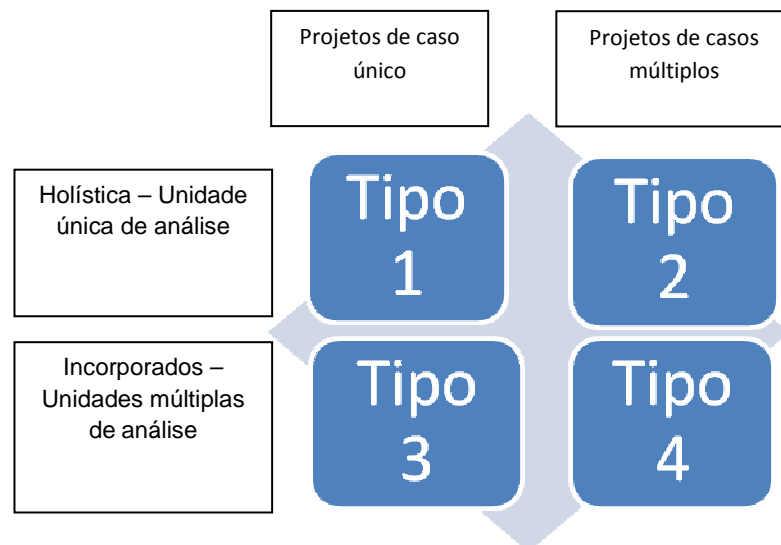 Projetos de caso
único
Projetos de casos
múltiplos
Holística – Unidade
única de análise
Tipo
1
Tipo
2
Incorporados –
Unidades múltiplas
de análise
Tipo
3
Tipo
4